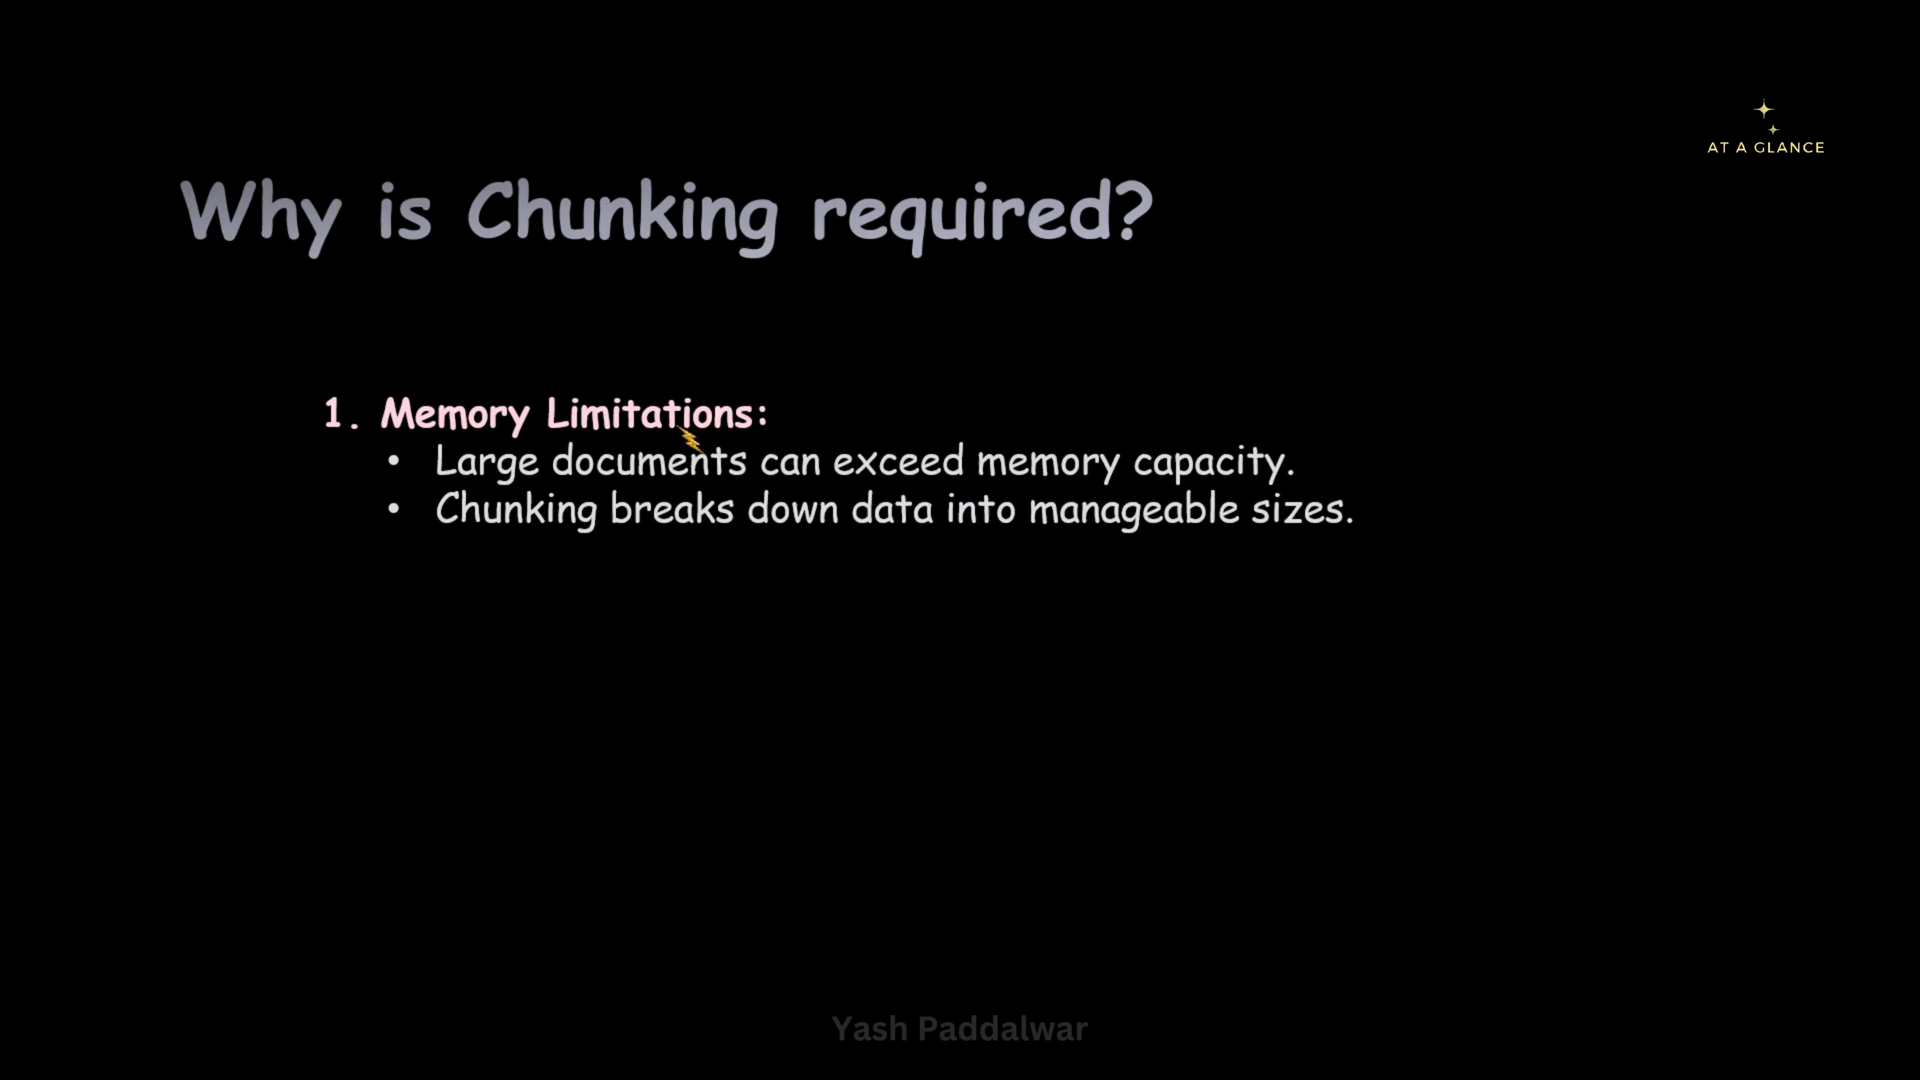 AT A GLANCE
Why is Chunking required?
1. Memory Limitations:
• Large documents can exceed memory capacity.
• Chunking breaks down data into manageable sizes.
Yash Paddalwar